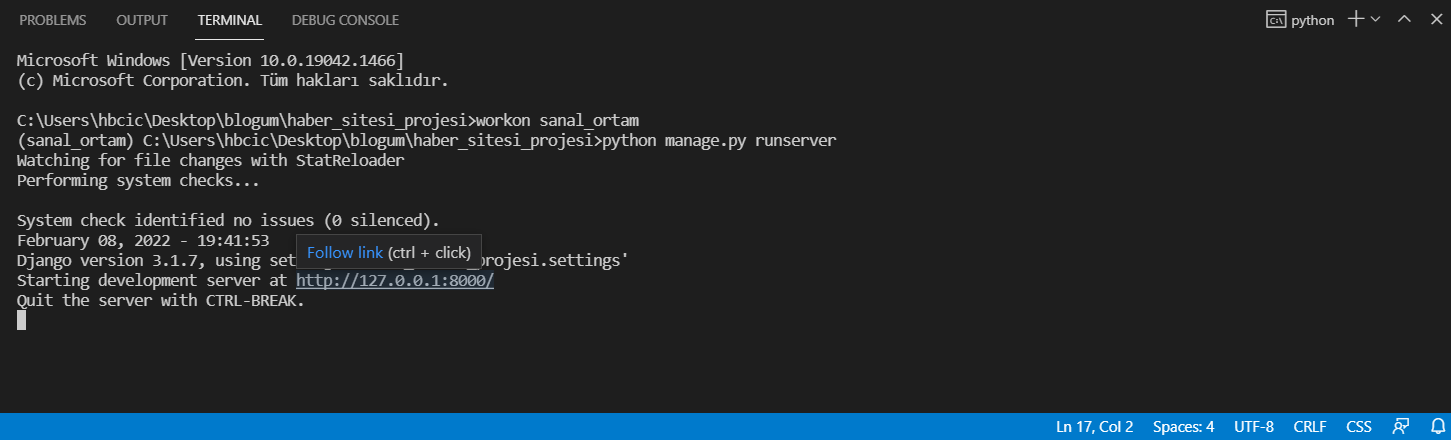 PROBLEMS OUTPUT TERMINAL DEBUG CONSOLE python
Microsoft Windows [Version 10.0.19042.1466]
(c) Microsoft Corporation. Tüm hakları saklıdır.
C:\Users\hbcic\Desktop\blogum\haber_sitesi_projesi>workon sanal_ortam
(sanal_ortam) C:\Users\hbcic\Desktop\blogum\haber_sitesi_projesi>python manage.py runserver
Watching for file changes with StatReloader
Performing system checks...
System check identified no issues (0 silenced).
February 08, 2022 - 19:41:53
Follow link (ctrl + click)
Django version 3.1.7, using set projesi.settings'
Starting development server at http://127.0.0.1:8000/
Quit the server with CTRL-BREAK.
Ln 17, Col 2 Spaces: 4 UTF-8 CRLF CSS